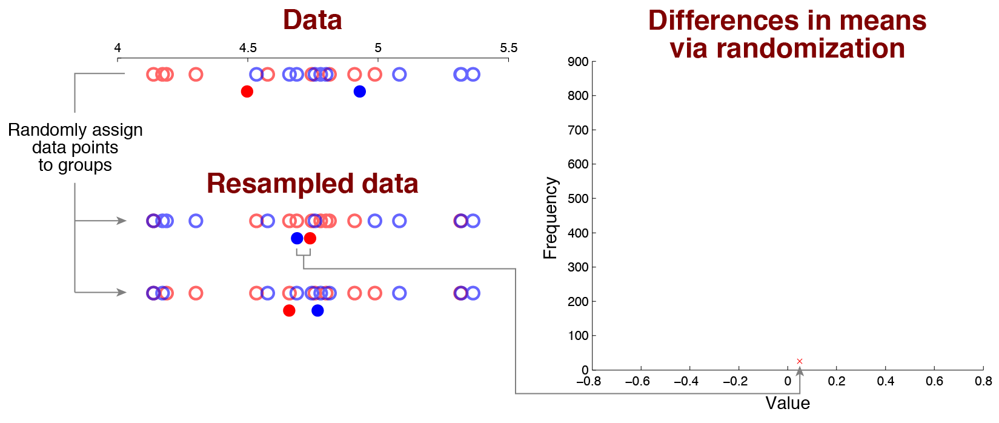 Data
4 4.5 5 5.5
Randomly assign
data points
to groups
Resampled data
Differences in means
via randomization
900
800
700
600
500
400
300
200
100
0
Frequency
−0.8 −0.6 −0.4 −0.2 0 0.2 0.4 0.6 0.8
Value